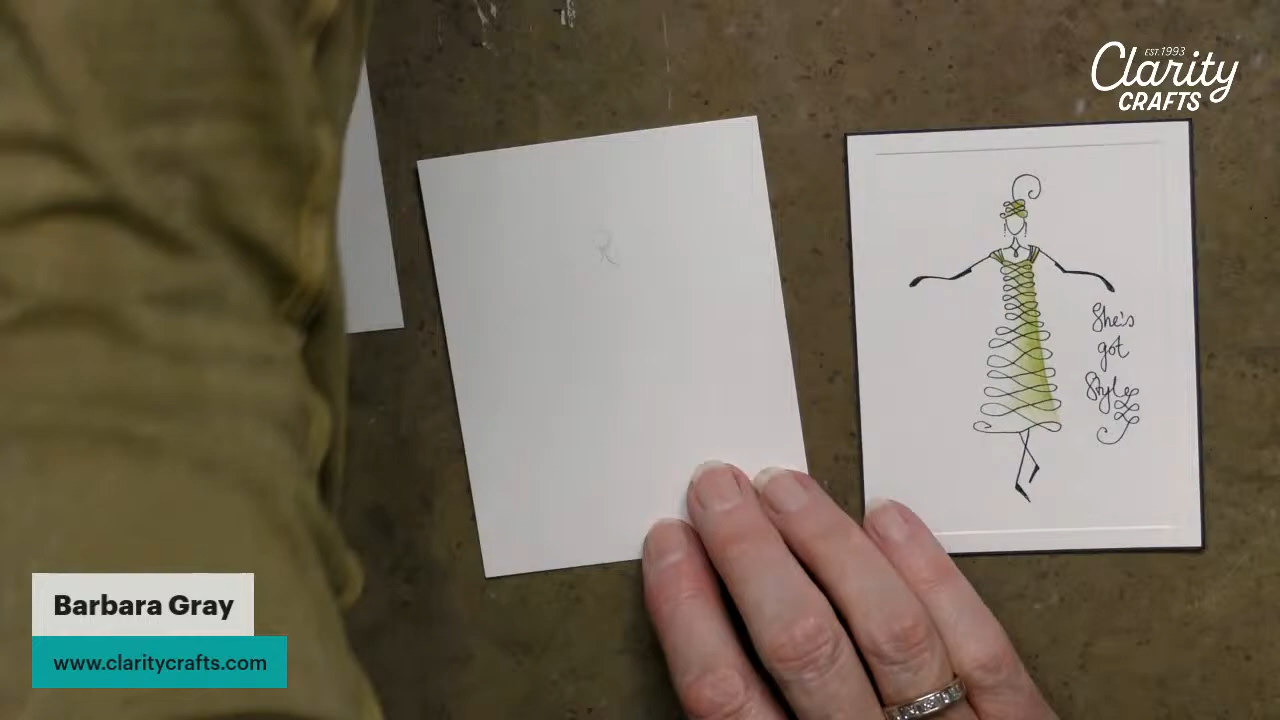 EST. 1993
Clarity
CRAFTS
She's
got
Style
Barbara Gray
www.claritycrafts.com